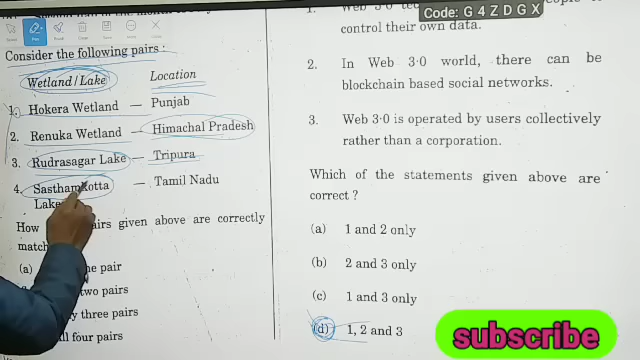 Code: G 4 Z D G X
Consider the following pairs :
Wetland/Lake Location
1. Hokera Wetland — Punjab
2. Renuka Wetland — Himachal Pradesh
3. Rudrasagar Lake — Tripura
4. Sasthamkotta — Tamil Nadu
Lake
How pairs given above are correctly
(a) pair
two pairs
three pairs
four pairs
1. Web 3·0
control their own data.
2. In Web 3·0 world, there can be
blockchain based social networks.
3. Web 3·0 is operated by users collectively
rather than a corporation.
Which of the statements given above are
correct ?
(a) 1 and 2 only
(b) 2 and 3 only
(c) 1 and 3 only
(d) 1, 2 and 3
subscribe